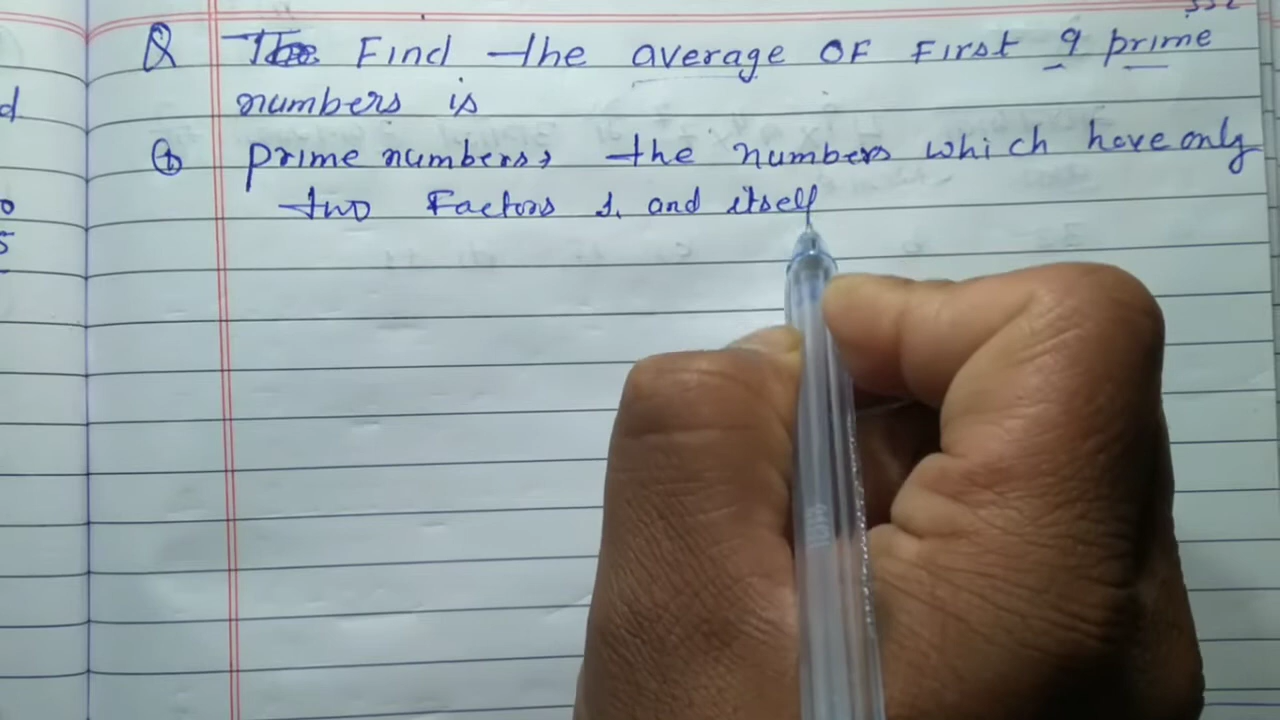 Q Find the average of First 9 prime
numbers is
prime numbers, the numbers which have only
two Factors 1, and itself
d